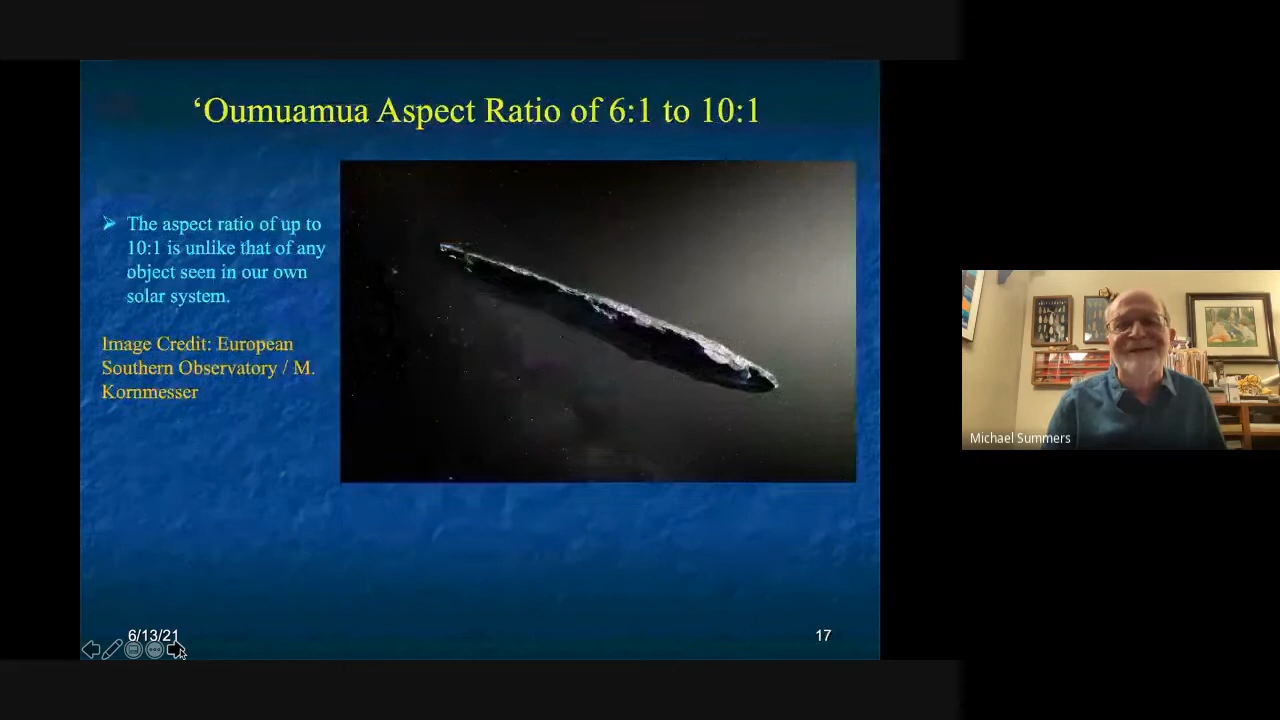 ‘Oumuamua Aspect Ratio of 6:1 to 10:1
The aspect ratio of up to
10:1 is unlike that of any
object seen in our own
solar system.
Image Credit: European
Southern Observatory / M.
Kornmesser
6/13/21
17
Michael Summers